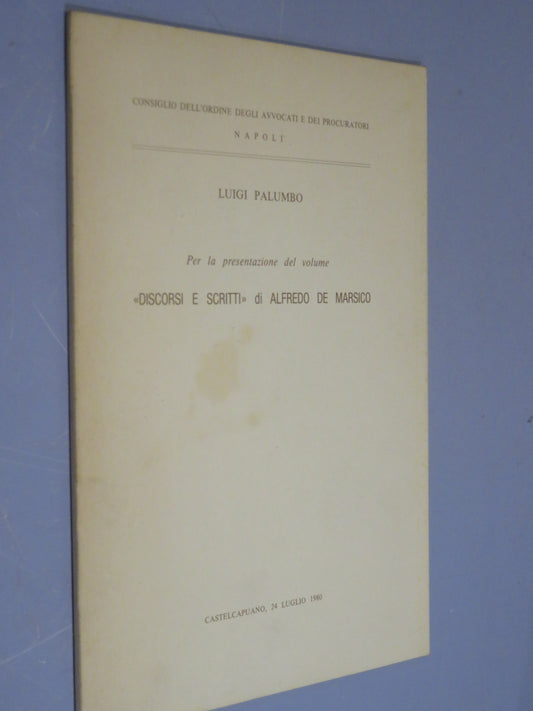 CONSIGLIO DELL'ORDINE DEGLI AVVOCATI E DEI PROCURATORI
NAPOLI
LUIGI PALUMBO
Per la presentazione del volume
«DISCORSI E SCRITTI» di ALFREDO DE MARSICO
CASTELCAPUANO, 24 LUGLIO 1980